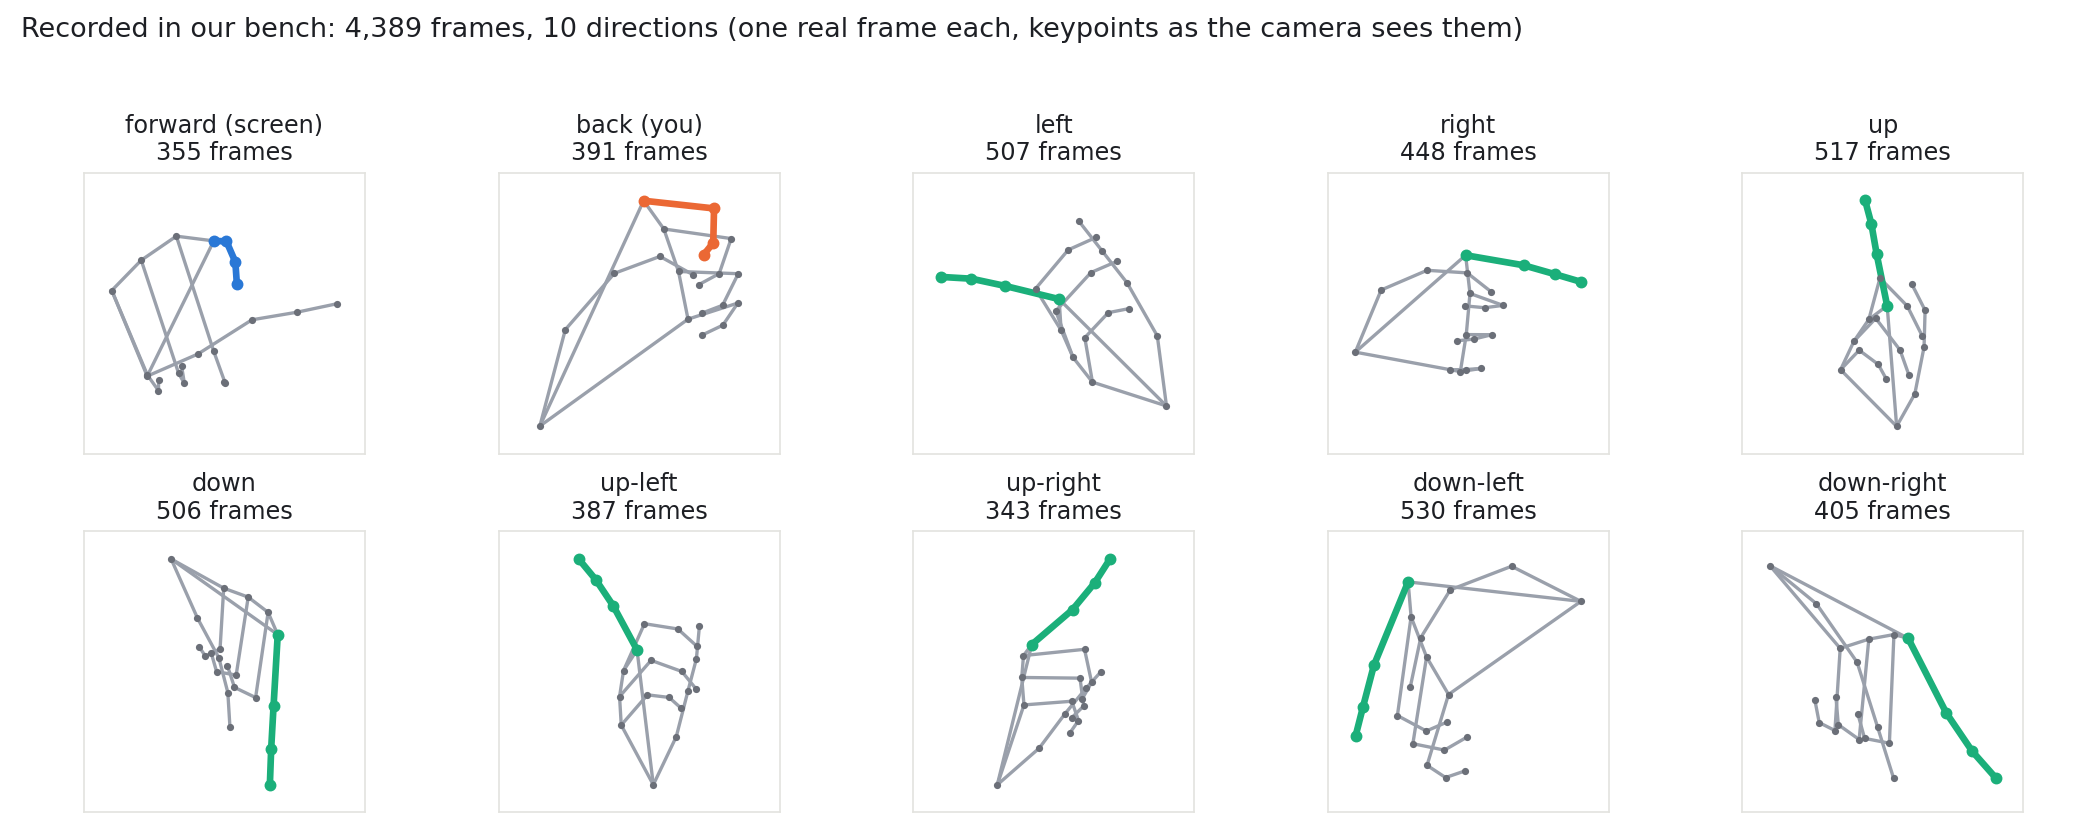 Recorded in our bench: 4,389 frames, 10 directions (one real frame each, keypoints as the camera sees them)
forward (screen)
355 frames
back (you)
391 frames
left
507 frames
right
448 frames
up
517 frames
down
506 frames
up-left
387 frames
up-right
343 frames
down-left
530 frames
down-right
405 frames